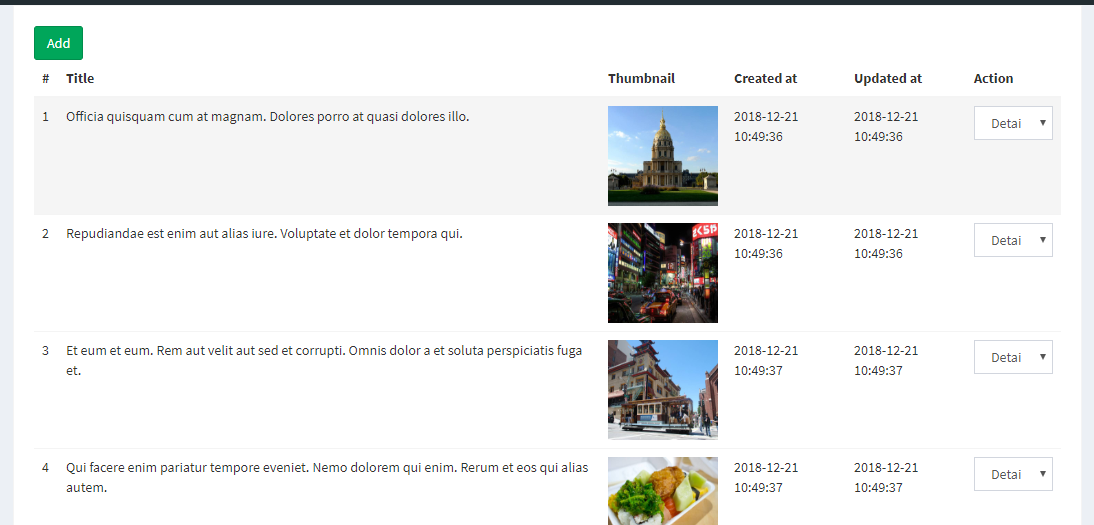 Add
# Title Thumbnail Created at Updated at Action
1 Officia quisquam cum at magnam. Dolores porro at quasi dolores illo. 2018-12-21 2018-12-21 Detai
10:49:36 10:49:36
2 Repudiandae est enim aut alias iure. Voluptate et dolor tempora qui. 2018-12-21 2018-12-21 Detai
10:49:36 10:49:36
3 Et eum et eum. Rem aut velit aut sed et corrupti. Omnis dolor a et soluta perspiciatis fuga 2018-12-21 2018-12-21 Detai
et. 10:49:37 10:49:37
4 Qui facere enim pariatur tempore eveniet. Nemo dolorem qui enim. Rerum et eos qui alias 2018-12-21 2018-12-21 Detai
autem. 10:49:37 10:49:37